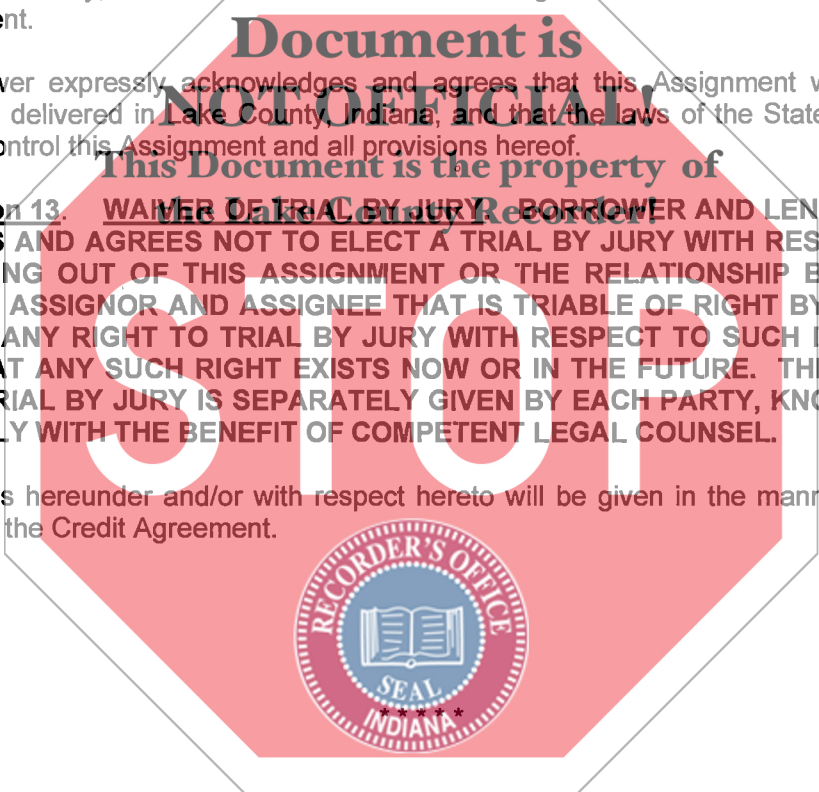 ent.
Document is
ver expressly acknowledges and agrees that this Assignment w
NOT OFFICIAL!
delivered in Lake County, Indiana, and that the laws of the State
ntrol this Assignment and all provisions hereof.
This Document is the property of
the Lake County Recorder!
n 13. WAIVER OF TRIAL BY JURY. BORROWER AND LEN
S AND AGREES NOT TO ELECT A TRIAL BY JURY WITH RES
NG OUT OF THIS ASSIGNMENT OR THE RELATIONSHIP B
ASSIGNOR AND ASSIGNEE THAT IS TRIABLE OF RIGHT BY
ANY RIGHT TO TRIAL BY JURY WITH RESPECT TO SUCH
AT ANY SUCH RIGHT EXISTS NOW OR IN THE FUTURE. TH
RIAL BY JURY IS SEPARATELY GIVEN BY EACH PARTY, KNO
LY WITH THE BENEFIT OF COMPETENT LEGAL COUNSEL.
STOP
s hereunder and/or with respect hereto will be given in the mann
the Credit Agreement.
RECORDER'S OFFICE
SEAL
* * * * *
INDIANA